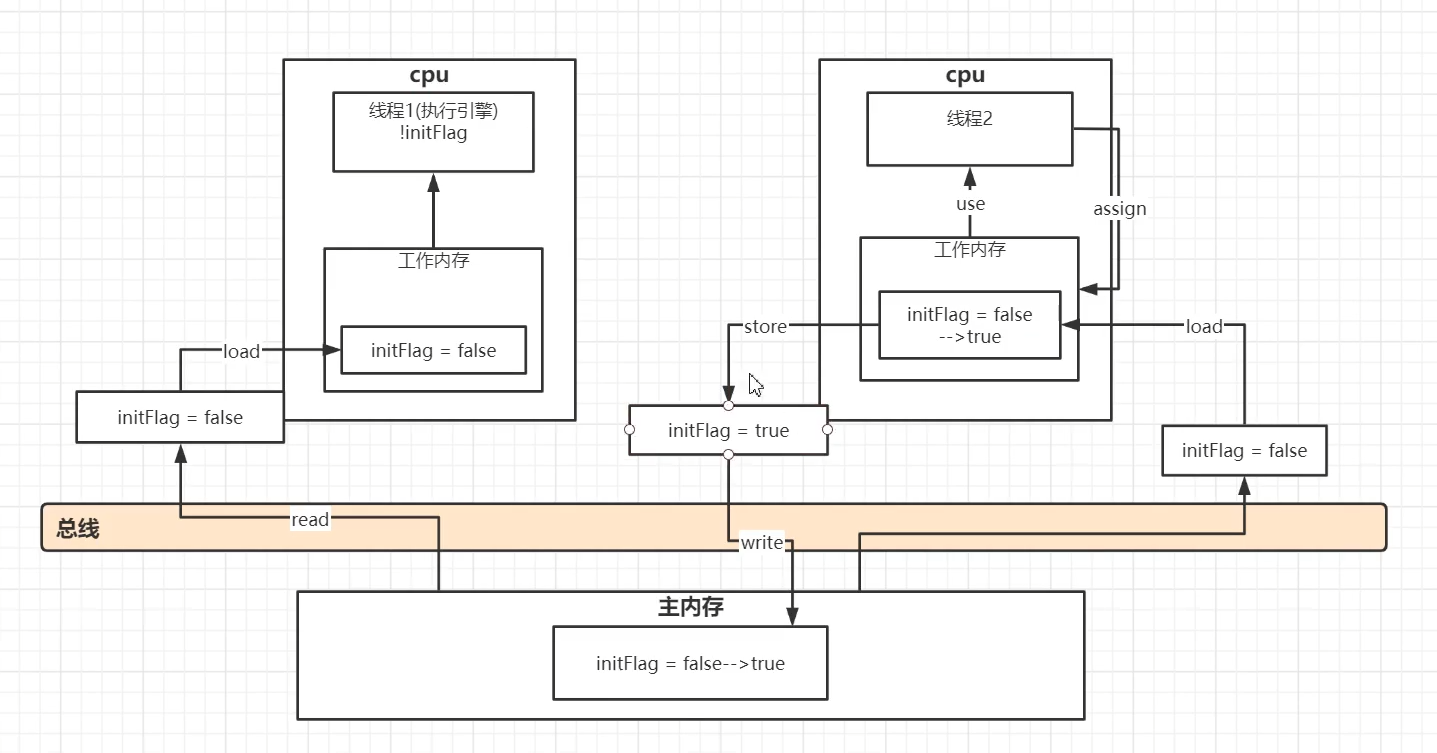 cpu
线程1(执行引擎)
!initFlag
工作内存
initFlag = false
load
initFlag = false
read
cpu
线程2
use
assign
工作内存
initFlag = false
-->true
store
load
initFlag = true
initFlag = false
总线
write
主内存
initFlag = false-->true